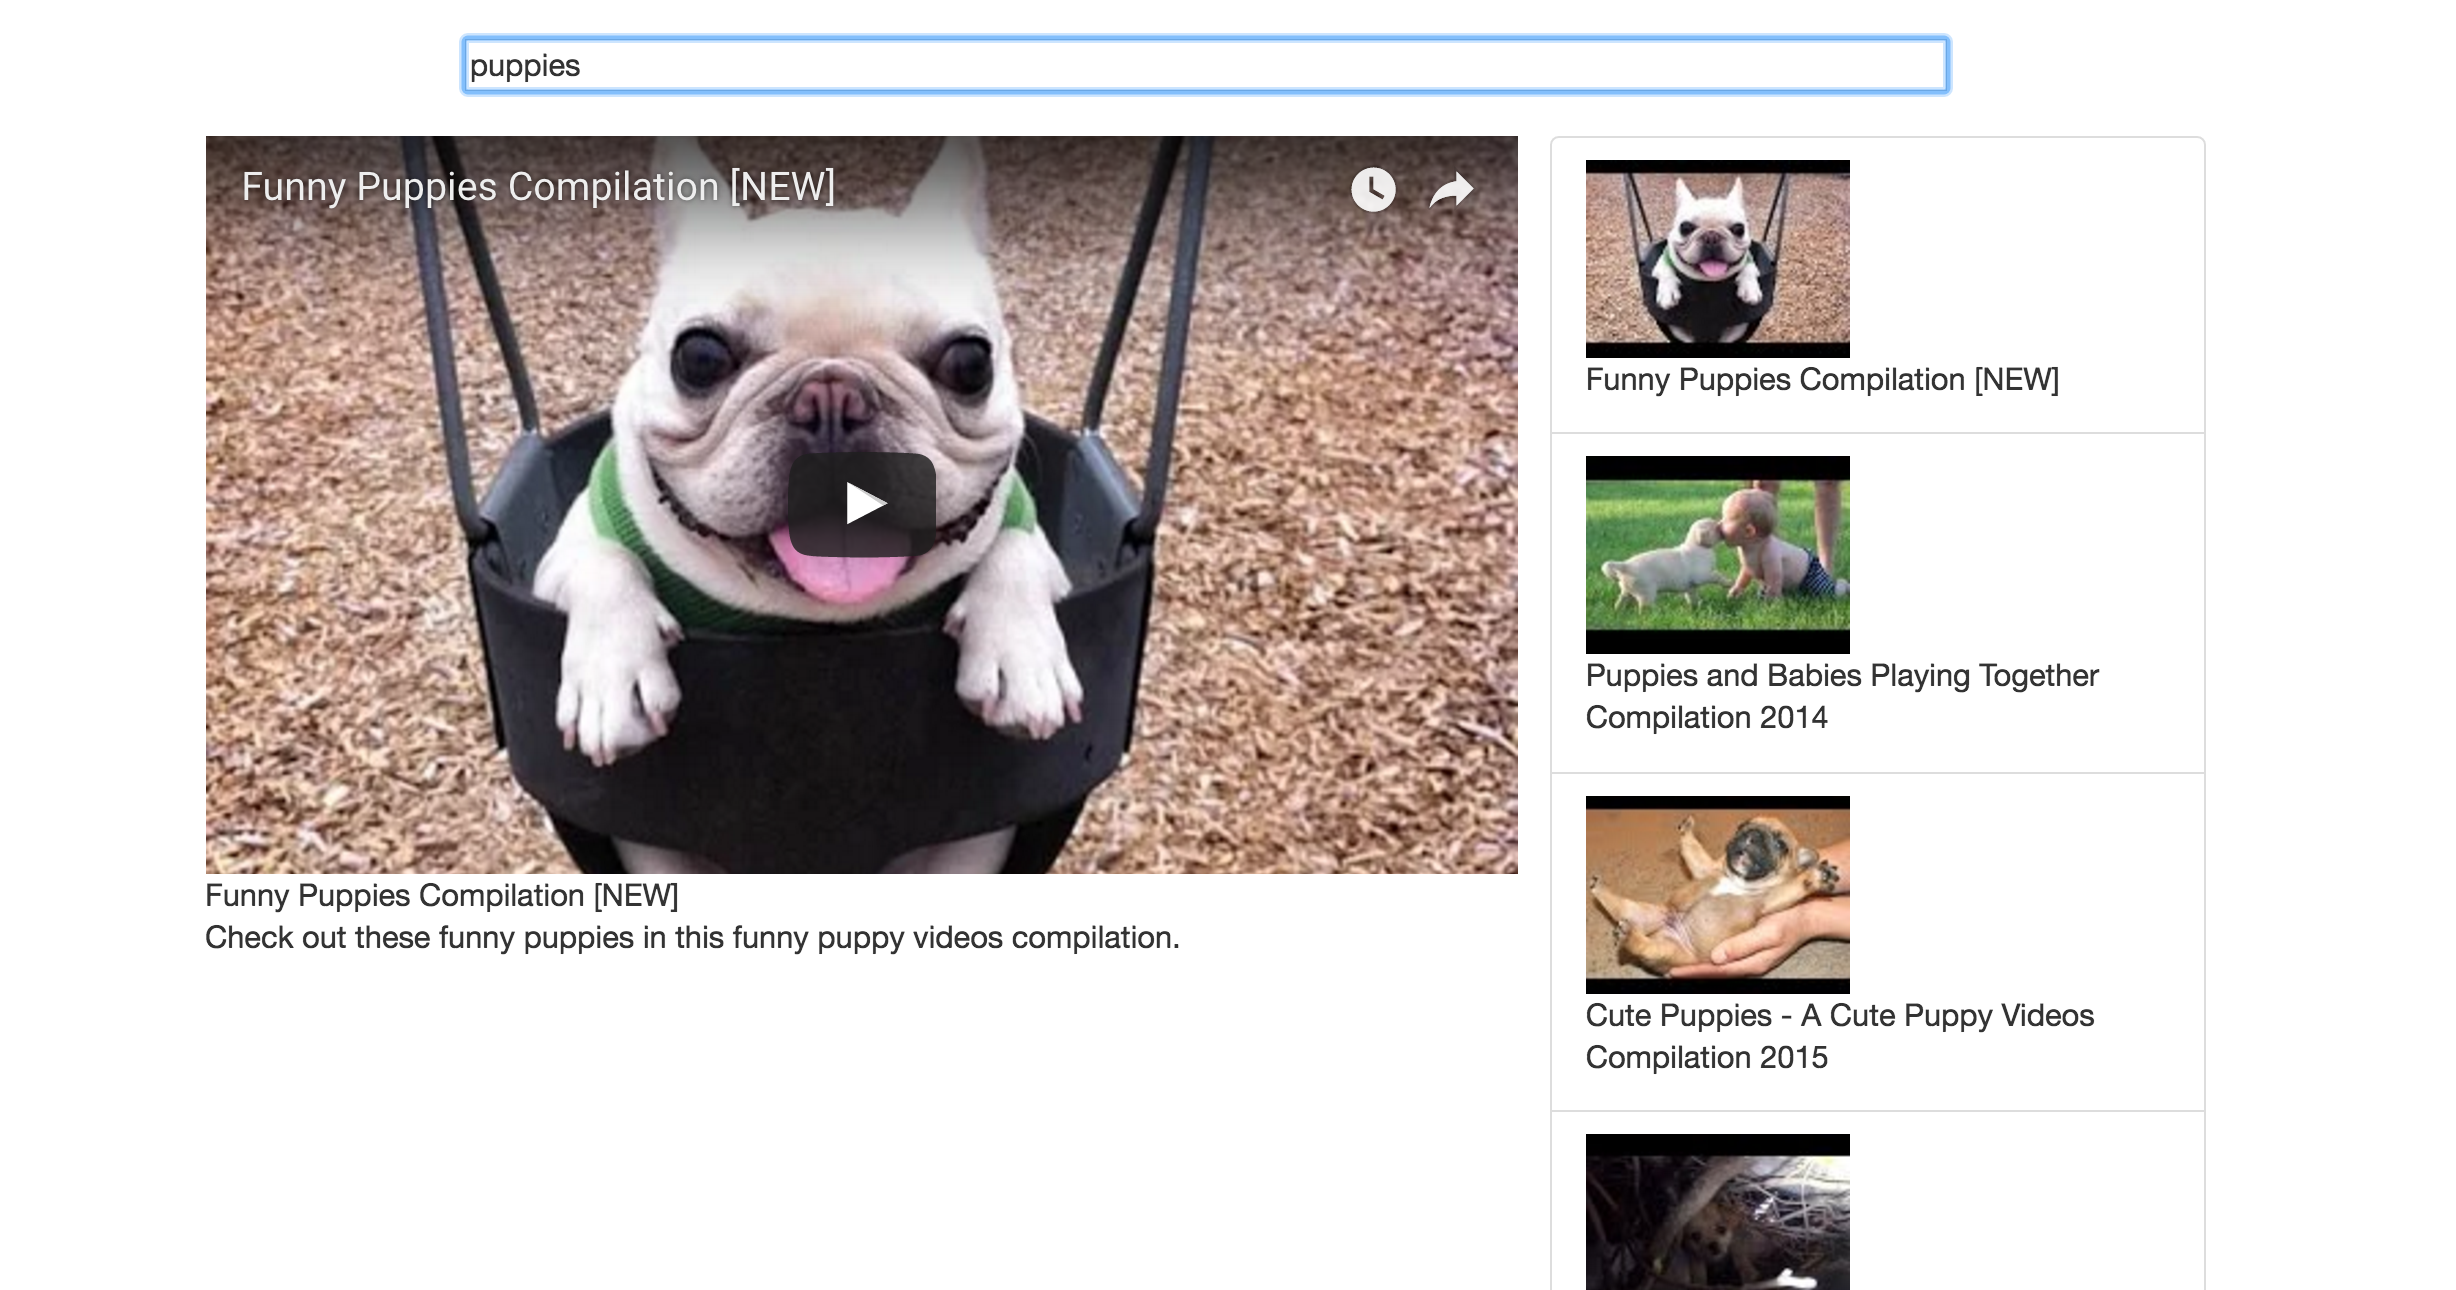 puppies
Funny Puppies Compilation [NEW]
Funny Puppies Compilation [NEW]
Check out these funny puppies in this funny puppy videos compilation.
Funny Puppies Compilation [NEW]
Puppies and Babies Playing Together
Compilation 2014
Cute Puppies - A Cute Puppy Videos
Compilation 2015